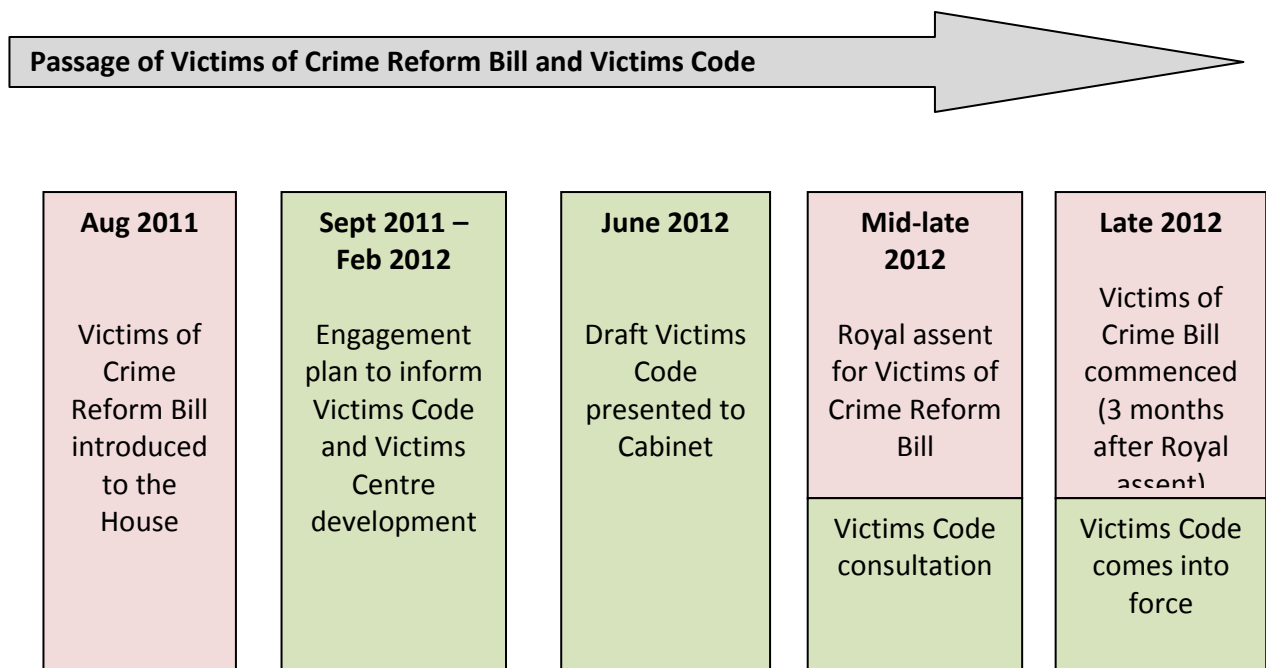 Passage of Victims of Crime Reform Bill and Victims Code
Aug 2011
Victims of
Crime
Reform Bill
introduced
to the
House
Sept 2011 –
Feb 2012
Engagement
plan to inform
Victims Code
and Victims
Centre
development
June 2012
Draft Victims
Code
presented to
Cabinet
Mid-late
2012
Royal assent
for Victims of
Crime Reform
Bill
Victims Code
consultation
Late 2012
Victims of
Crime Bill
commenced
(3 months
after Royal
assent)
Victims Code
comes into
force